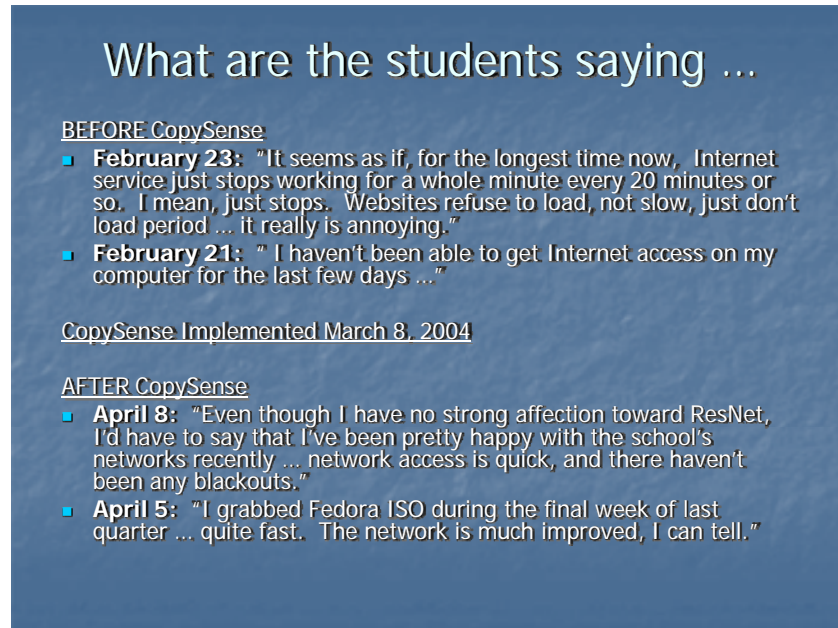 What are the students saying ...
BEFORE CopySense
February 23: "It seems as if, for the longest time now, Internet
service just stops working for a whole minute every 20 minutes or
so. I mean, just stops. Websites refuse to load, not slow, just don't
load period ... it really is annoying."
February 21: " I haven't been able to get Internet access on my
computer for the last few days ..."
CopySense Implemented March 8, 2004
AFTER CopySense
April 8: "Even though I have no strong affection toward ResNet,
I'd have to say that I've been pretty happy with the school's
networks recently ... network access is quick, and there haven't
been any blackouts."
April 5: "I grabbed Fedora ISO during the final week of last
quarter ... quite fast. The network is much improved, I can tell."